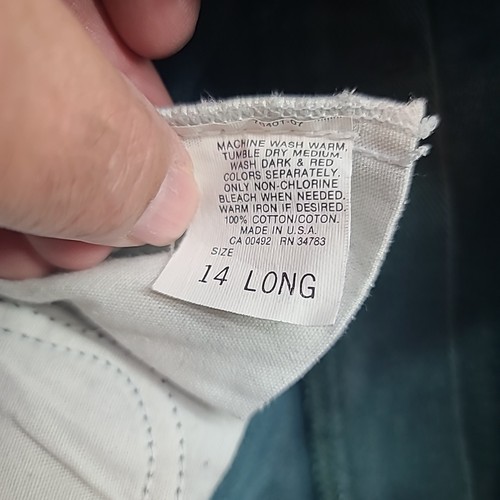 MACHINE WASH WARM.
TUMBLE DRY MEDIUM.
WASH DARK & RED
COLORS SEPARATELY.
ONLY NON-CHLORINE
BLEACH WHEN NEEDED.
WARM IRON IF DESIRED
100% COTTON/COTON.
MADE IN U.S.A.
CA 00492 RN 34783
SIZE
14 LONG